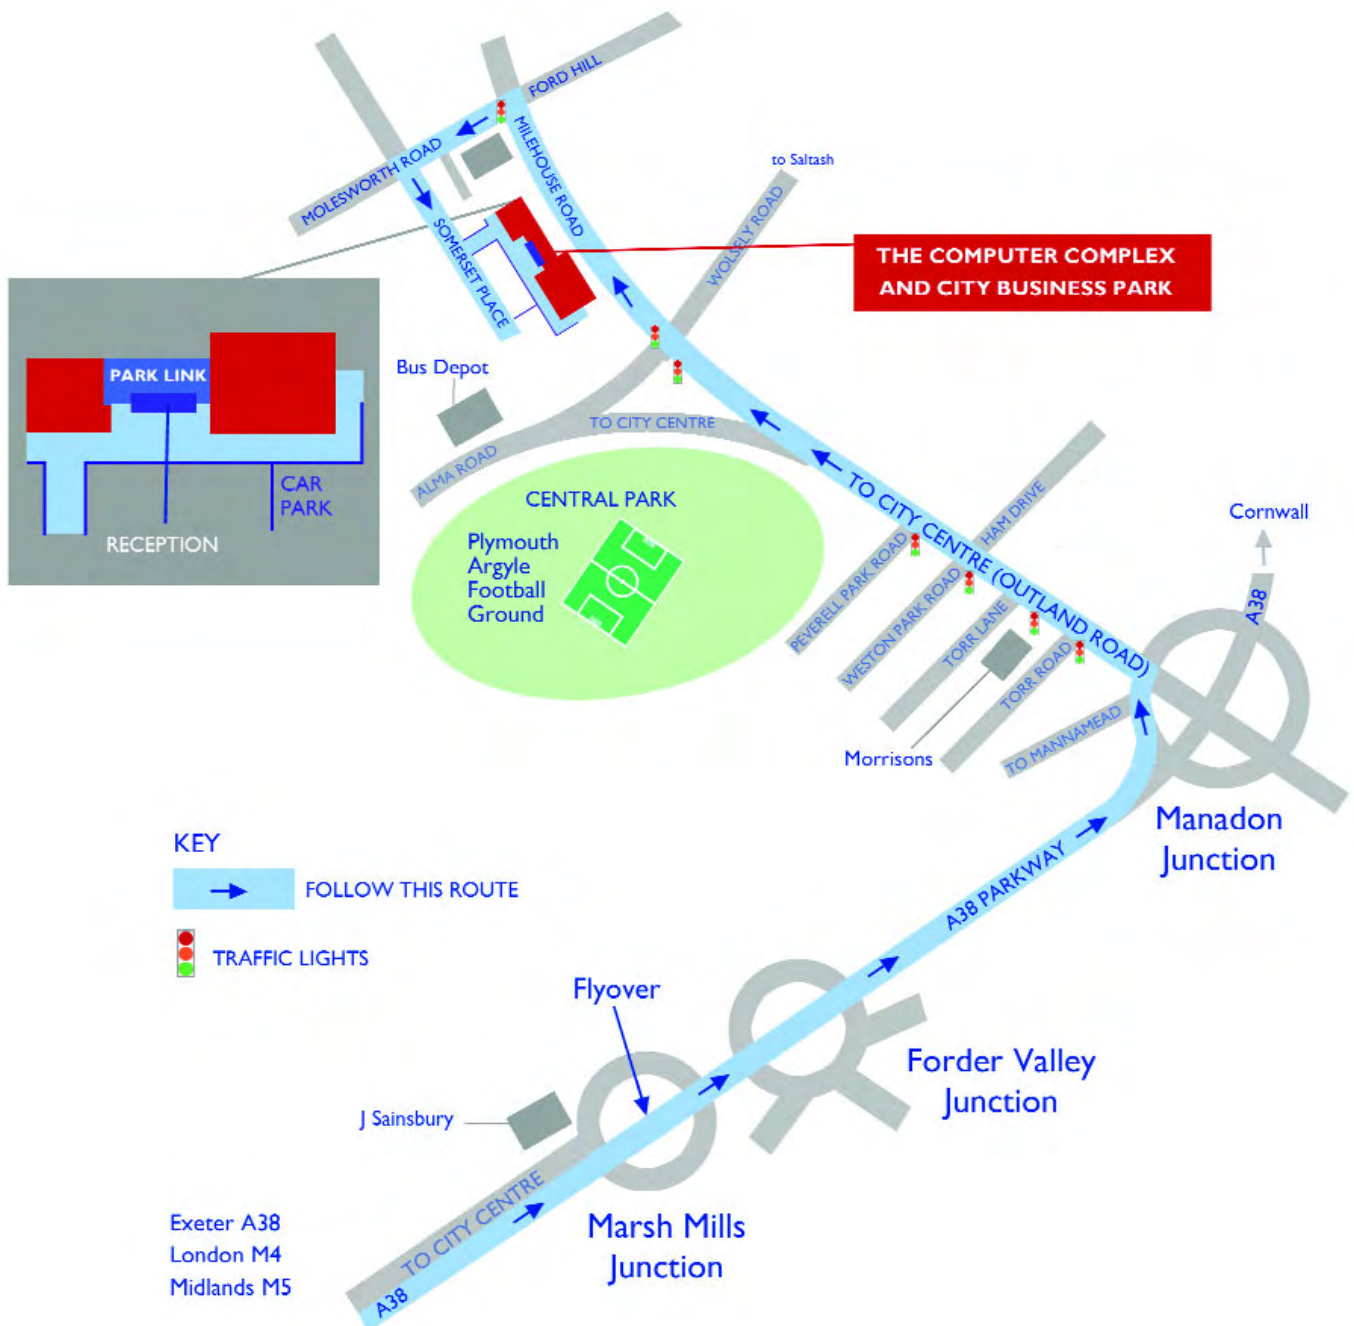 FORD HILL
MOLESWORTH ROAD
MILEHOUSE ROAD
to Saltash
WOLSELY ROAD
SOMERSET PLACE
THE COMPUTER COMPLEX
AND CITY BUSINESS PARK
PARK LINK
CAR
PARK
RECEPTION
Bus Depot
TO CITY CENTRE
ALMA ROAD
CENTRAL PARK
Plymouth
Argyle
Football
Ground
TO CITY CENTRE (OUTLAND ROAD)
HAM DRIVE
PEVERELL PARK ROAD
WESTON PARK ROAD
TORR LANE
TORR ROAD
TO MANNAMEAD
Morrisons
Cornwall
A38
Manadon
Junction
KEY
FOLLOW THIS ROUTE
TRAFFIC LIGHTS
A38 PARKWAY
Flyover
Forder Valley
Junction
J Sainsbury
TO CITY CENTRE
Marsh Mills
Junction
Exeter A38
London M4
Midlands M5
A38